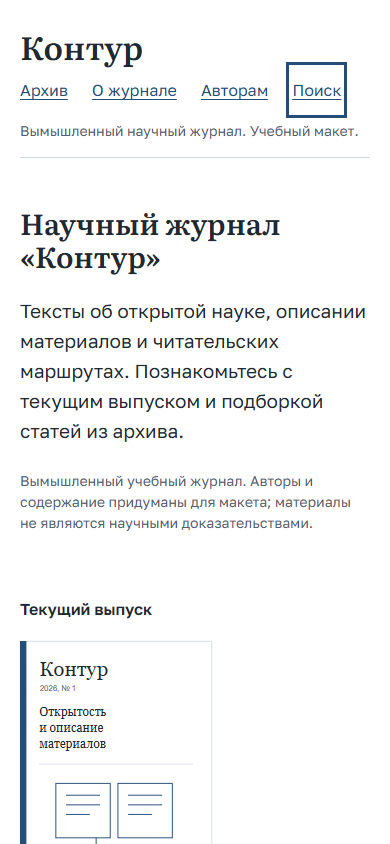 Контур
Архив О журнале Авторам Поиск
Вымышленный научный журнал. Учебный макет.
Научный журнал
«Контур»
Тексты об открытой науке, описании
материалов и читательских
маршрутах. Познакомьтесь с
текущим выпуском и подборкой
статей из архива.
Вымышленный учебный журнал. Авторы и
содержание придуманы для макета; материалы
не являются научными доказательствами.
Текущий выпуск
Контур
2026, № 1
Открытость
и описание
материалов